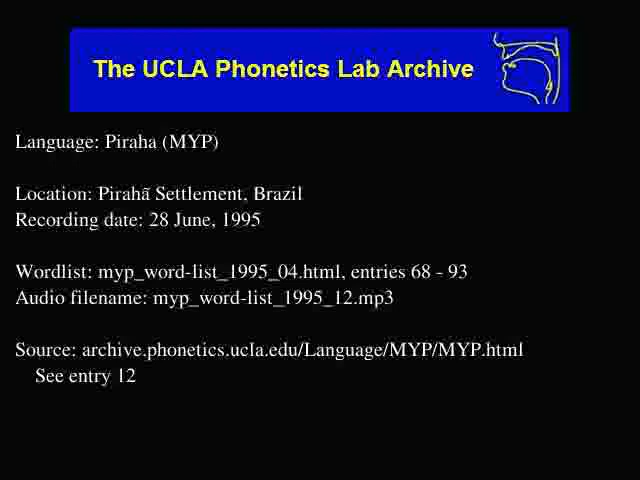 The UCLA Phonetics Lab Archive
Language: Piraha (MYP)
Location: Pirahã Settlement, Brazil
Recording date: 28 June, 1995
Wordlist: myp_word-list_1995_04.html, entries 68 - 93
Audio filename: myp_word-list_1995_12.mp3
Source: archive.phonetics.ucla.edu/Language/MYP/MYP.html
See entry 12